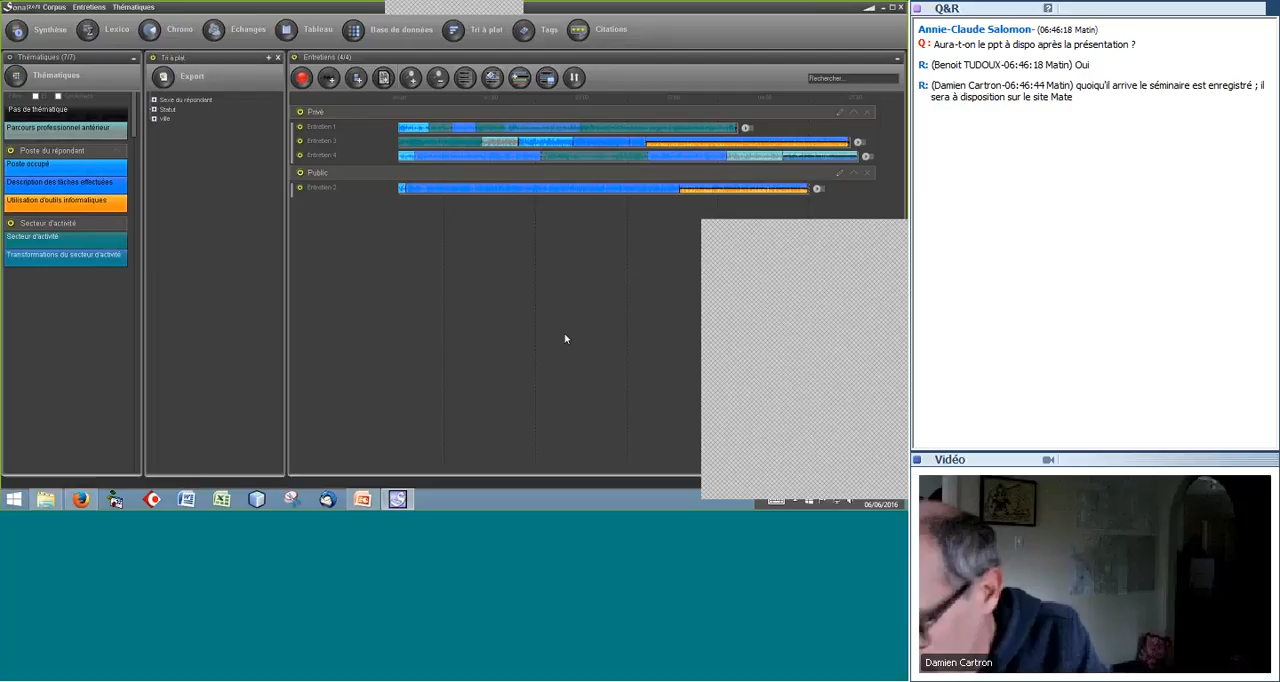 Sonal Corpus Entretiens Thématiques
Synthèse Lexico Chrono Echanges Tableau Base de données Tri à plat Tags Citations
Thématiques (7/7)
Thématiques
Pas de thématique
Parcours professionnel antérieur
Poste du répondant
Poste occupé
Description des tâches effectuées
Utilisation d'outils informatiques
Secteur d'activité
Secteur d'activité
Transformations du secteur d'activité
Tri à plat
Export
Sexe du répondant
Statut
ville
Entretiens (4/4)
Rechercher...
Privé
Entretien 1
Entretien 3
Entretien 4
Public
Entretien 2
06/06/2016
Q&R
Annie-Claude Salomon- (06:46:18 Matin)
Q : Aura-t-on le ppt à dispo après la présentation ?
R: (Benoit TUDOUX-06:46:18 Matin) Oui
R: (Damien Cartron-06:46:44 Matin) quoiqu'il arrive le séminaire est enregistré ; il
sera à disposition sur le site Mate
Vidéo
Damien Cartron